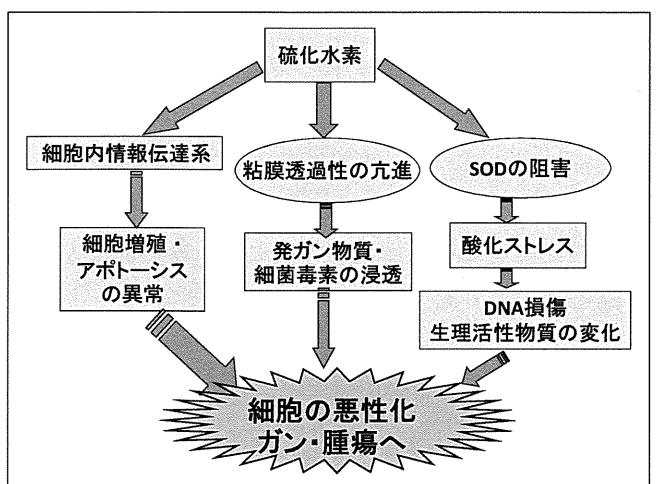 硫化水素
細胞内情報伝達系
粘膜透過性の亢進
SODの阻害
細胞増殖・
アポトーシス
の異常
発ガン物質・
細菌毒素の浸透
酸化ストレス
DNA損傷
生理活性物質の変化
細胞の悪性化
ガン・腫瘍へ